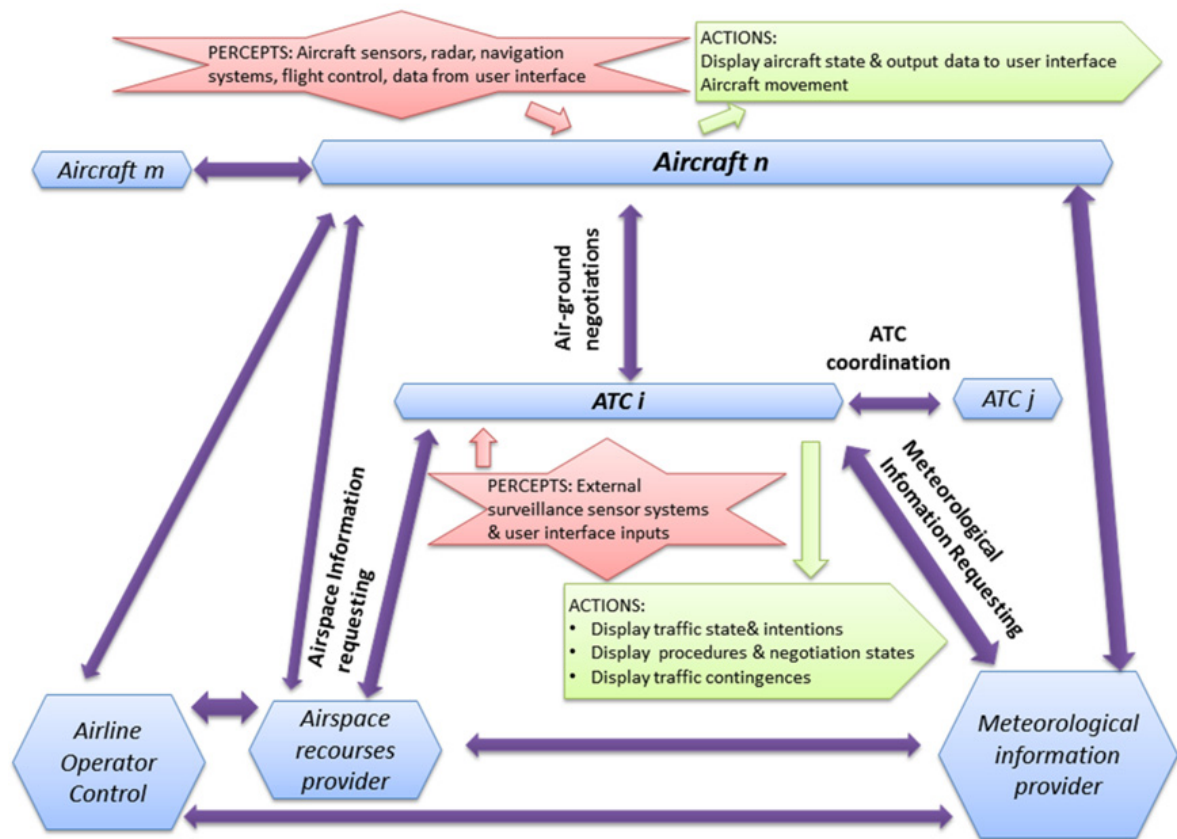 PERCEPTS: Aircraft sensors, radar, navigation
systems, flight control, data from user interface
ACTIONS:
Display aircraft state & output data to user interface
Aircraft movement
Aircraft m
Aircraft n
Air-ground
negotiations
ATC
coordination
ATC i
ATC j
PERCEPTS: External
surveillance sensor systems
& user interface inputs
Meteorological
Infomation Requesting
Airspace Information
requesting
ACTIONS:
• Display traffic state& intentions
• Display procedures & negotiation states
• Display traffic contingences
Airline
Operator
Control
Airspace
recourses
provider
Meteorological
information
provider